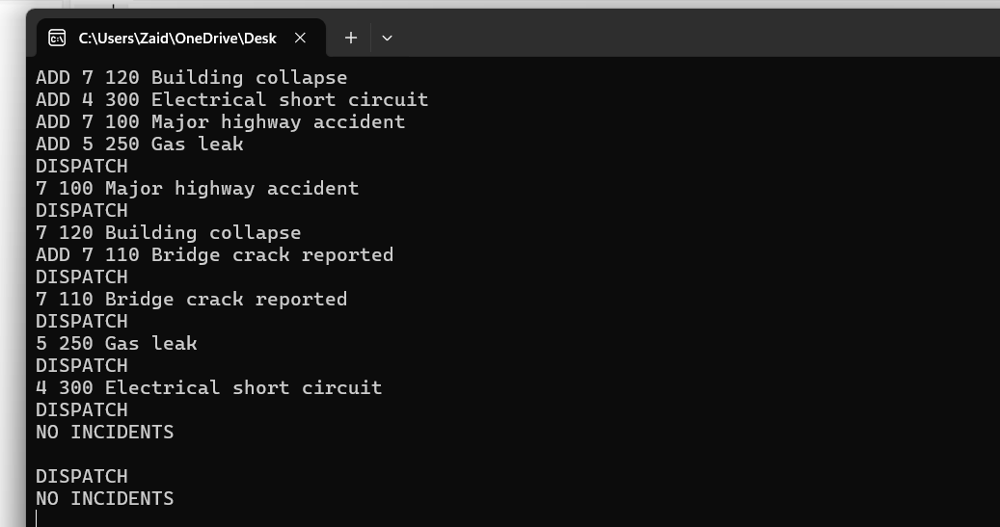 C:\Users\Zaid\OneDrive\Desk
ADD 7 120 Building collapse
ADD 4 300 Electrical short circuit
ADD 7 100 Major highway accident
ADD 5 250 Gas leak
DISPATCH
7 100 Major highway accident
DISPATCH
7 120 Building collapse
ADD 7 110 Bridge crack reported
DISPATCH
7 110 Bridge crack reported
DISPATCH
5 250 Gas leak
DISPATCH
4 300 Electrical short circuit
DISPATCH
NO INCIDENTS
DISPATCH
NO INCIDENTS